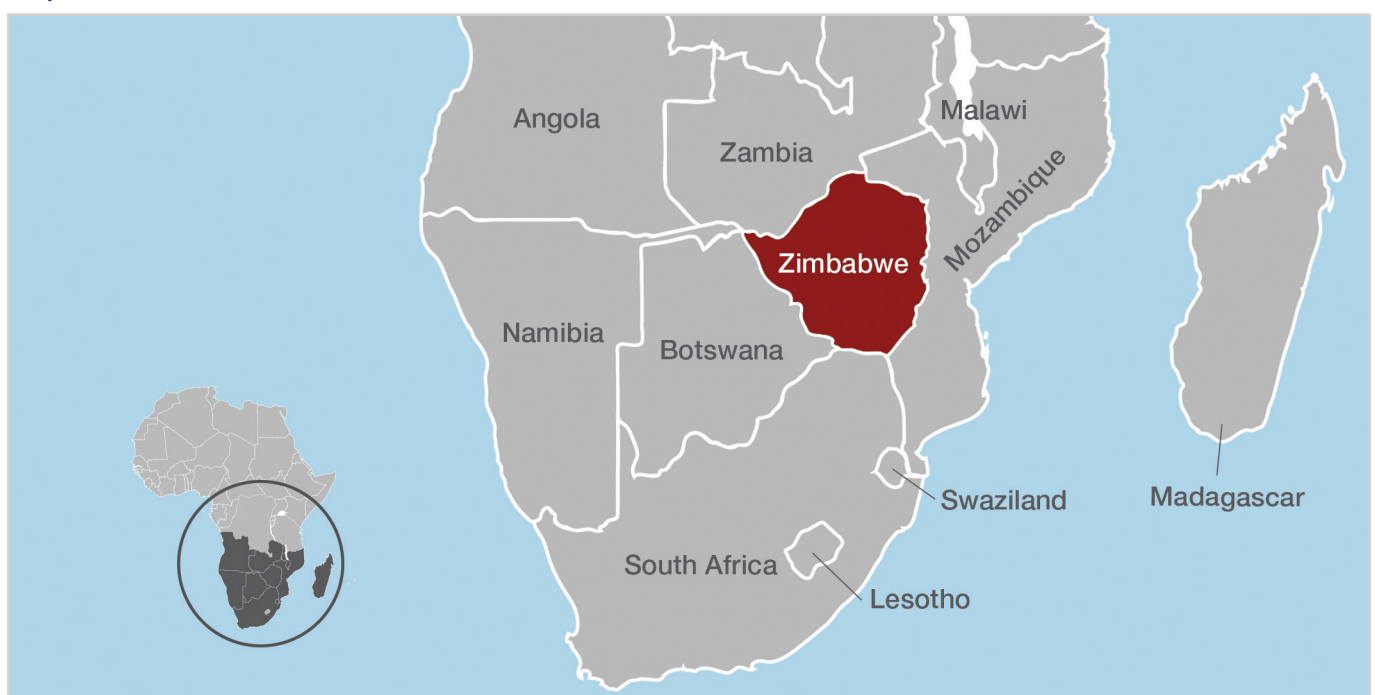 Angola
Malawi
Zambia
Mozambique
Zimbabwe
Namibia
Botswana
Swaziland
Madagascar
South Africa
Lesotho